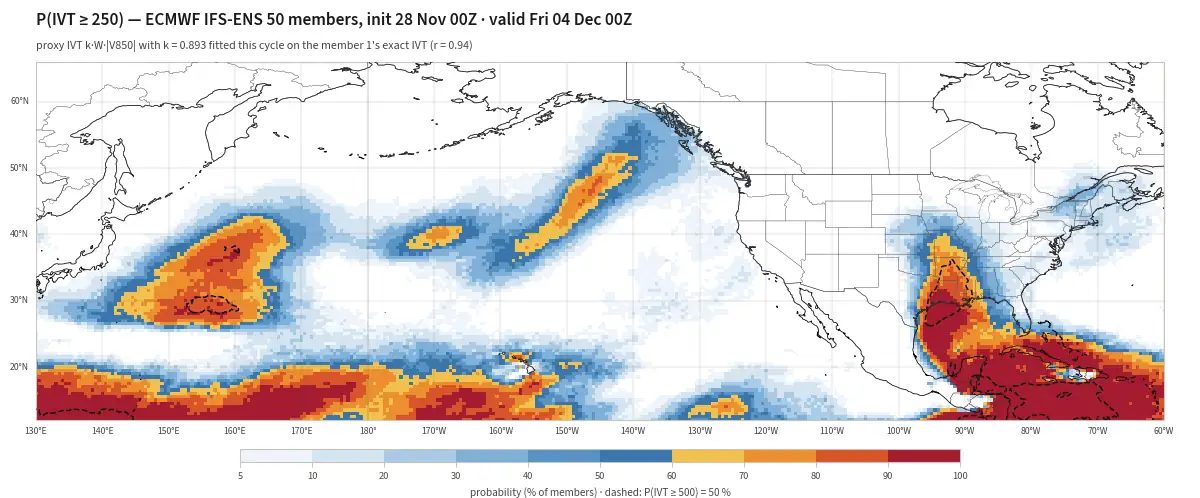 P(IVT ≥ 250) — ECMWF IFS-ENS 50 members, init 28 Nov 00Z · valid Fri 04 Dec 00Z
proxy IVT k·W·|V850| with k = 0.893 fitted this cycle on the member 1's exact IVT (r = 0.94)
60°N
50°N
40°N
30°N
20°N
130°E 140°E 150°E 160°E 170°E 180° 170°W 160°W 150°W 140°W 130°W 120°W 110°W 100°W 90°W 80°W 70°W 60°W
5 10 20 30 40 50 60 70 80 90 100
probability (% of members) · dashed: P(IVT ≥ 500) = 50 %